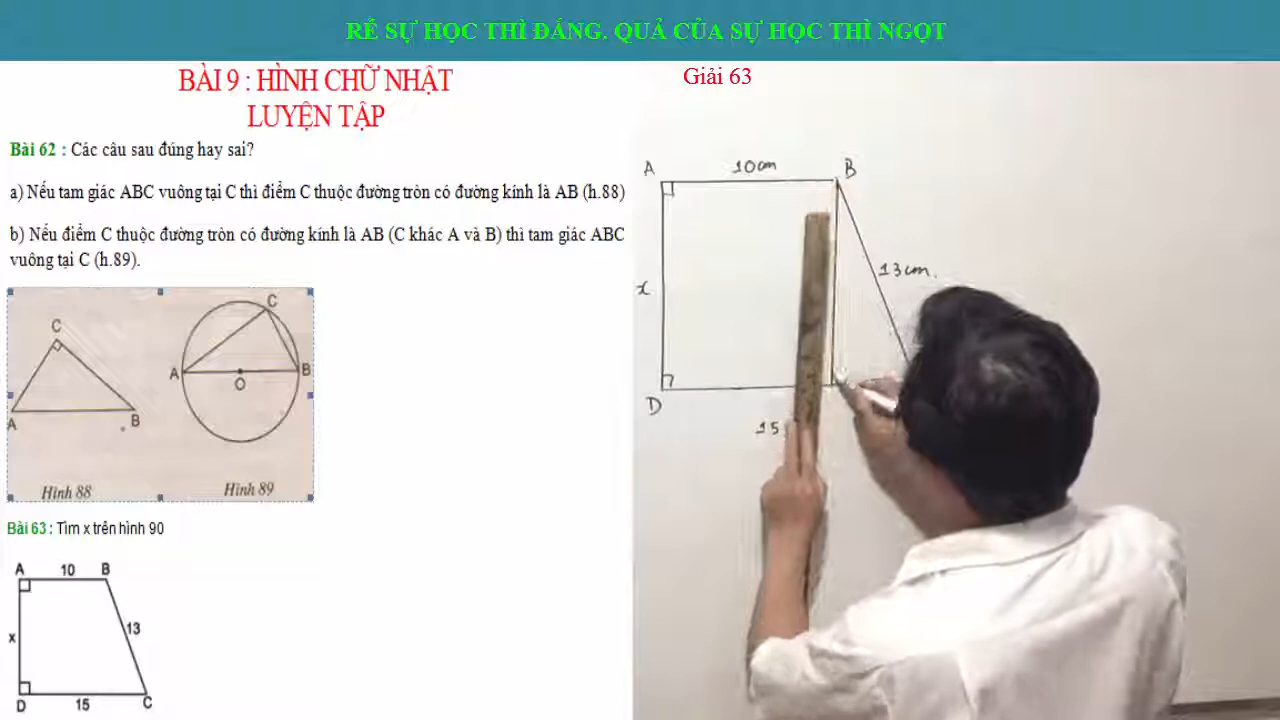 RỄ SỰ HỌC THÌ ĐẮNG. QUẢ CỦA SỰ HỌC THÌ NGỌT
BÀI 9 : HÌNH CHỮ NHẬT
LUYỆN TẬP
Bài 62 : Các câu sau đúng hay sai?
a) Nếu tam giác ABC vuông tại C thì điểm C thuộc đường tròn có đường kính là AB (h.88)
b) Nếu điểm C thuộc đường tròn có đường kính là AB (C khác A và B) thì tam giác ABC
vuông tại C (h.89).
C
A
B
Hình 88
C
A
O
B
Hình 89
Bài 63 : Tìm x trên hình 90
A 10 B
x
13
D 15 C
Giải 63
A 10cm B
x
13cm.
D
15